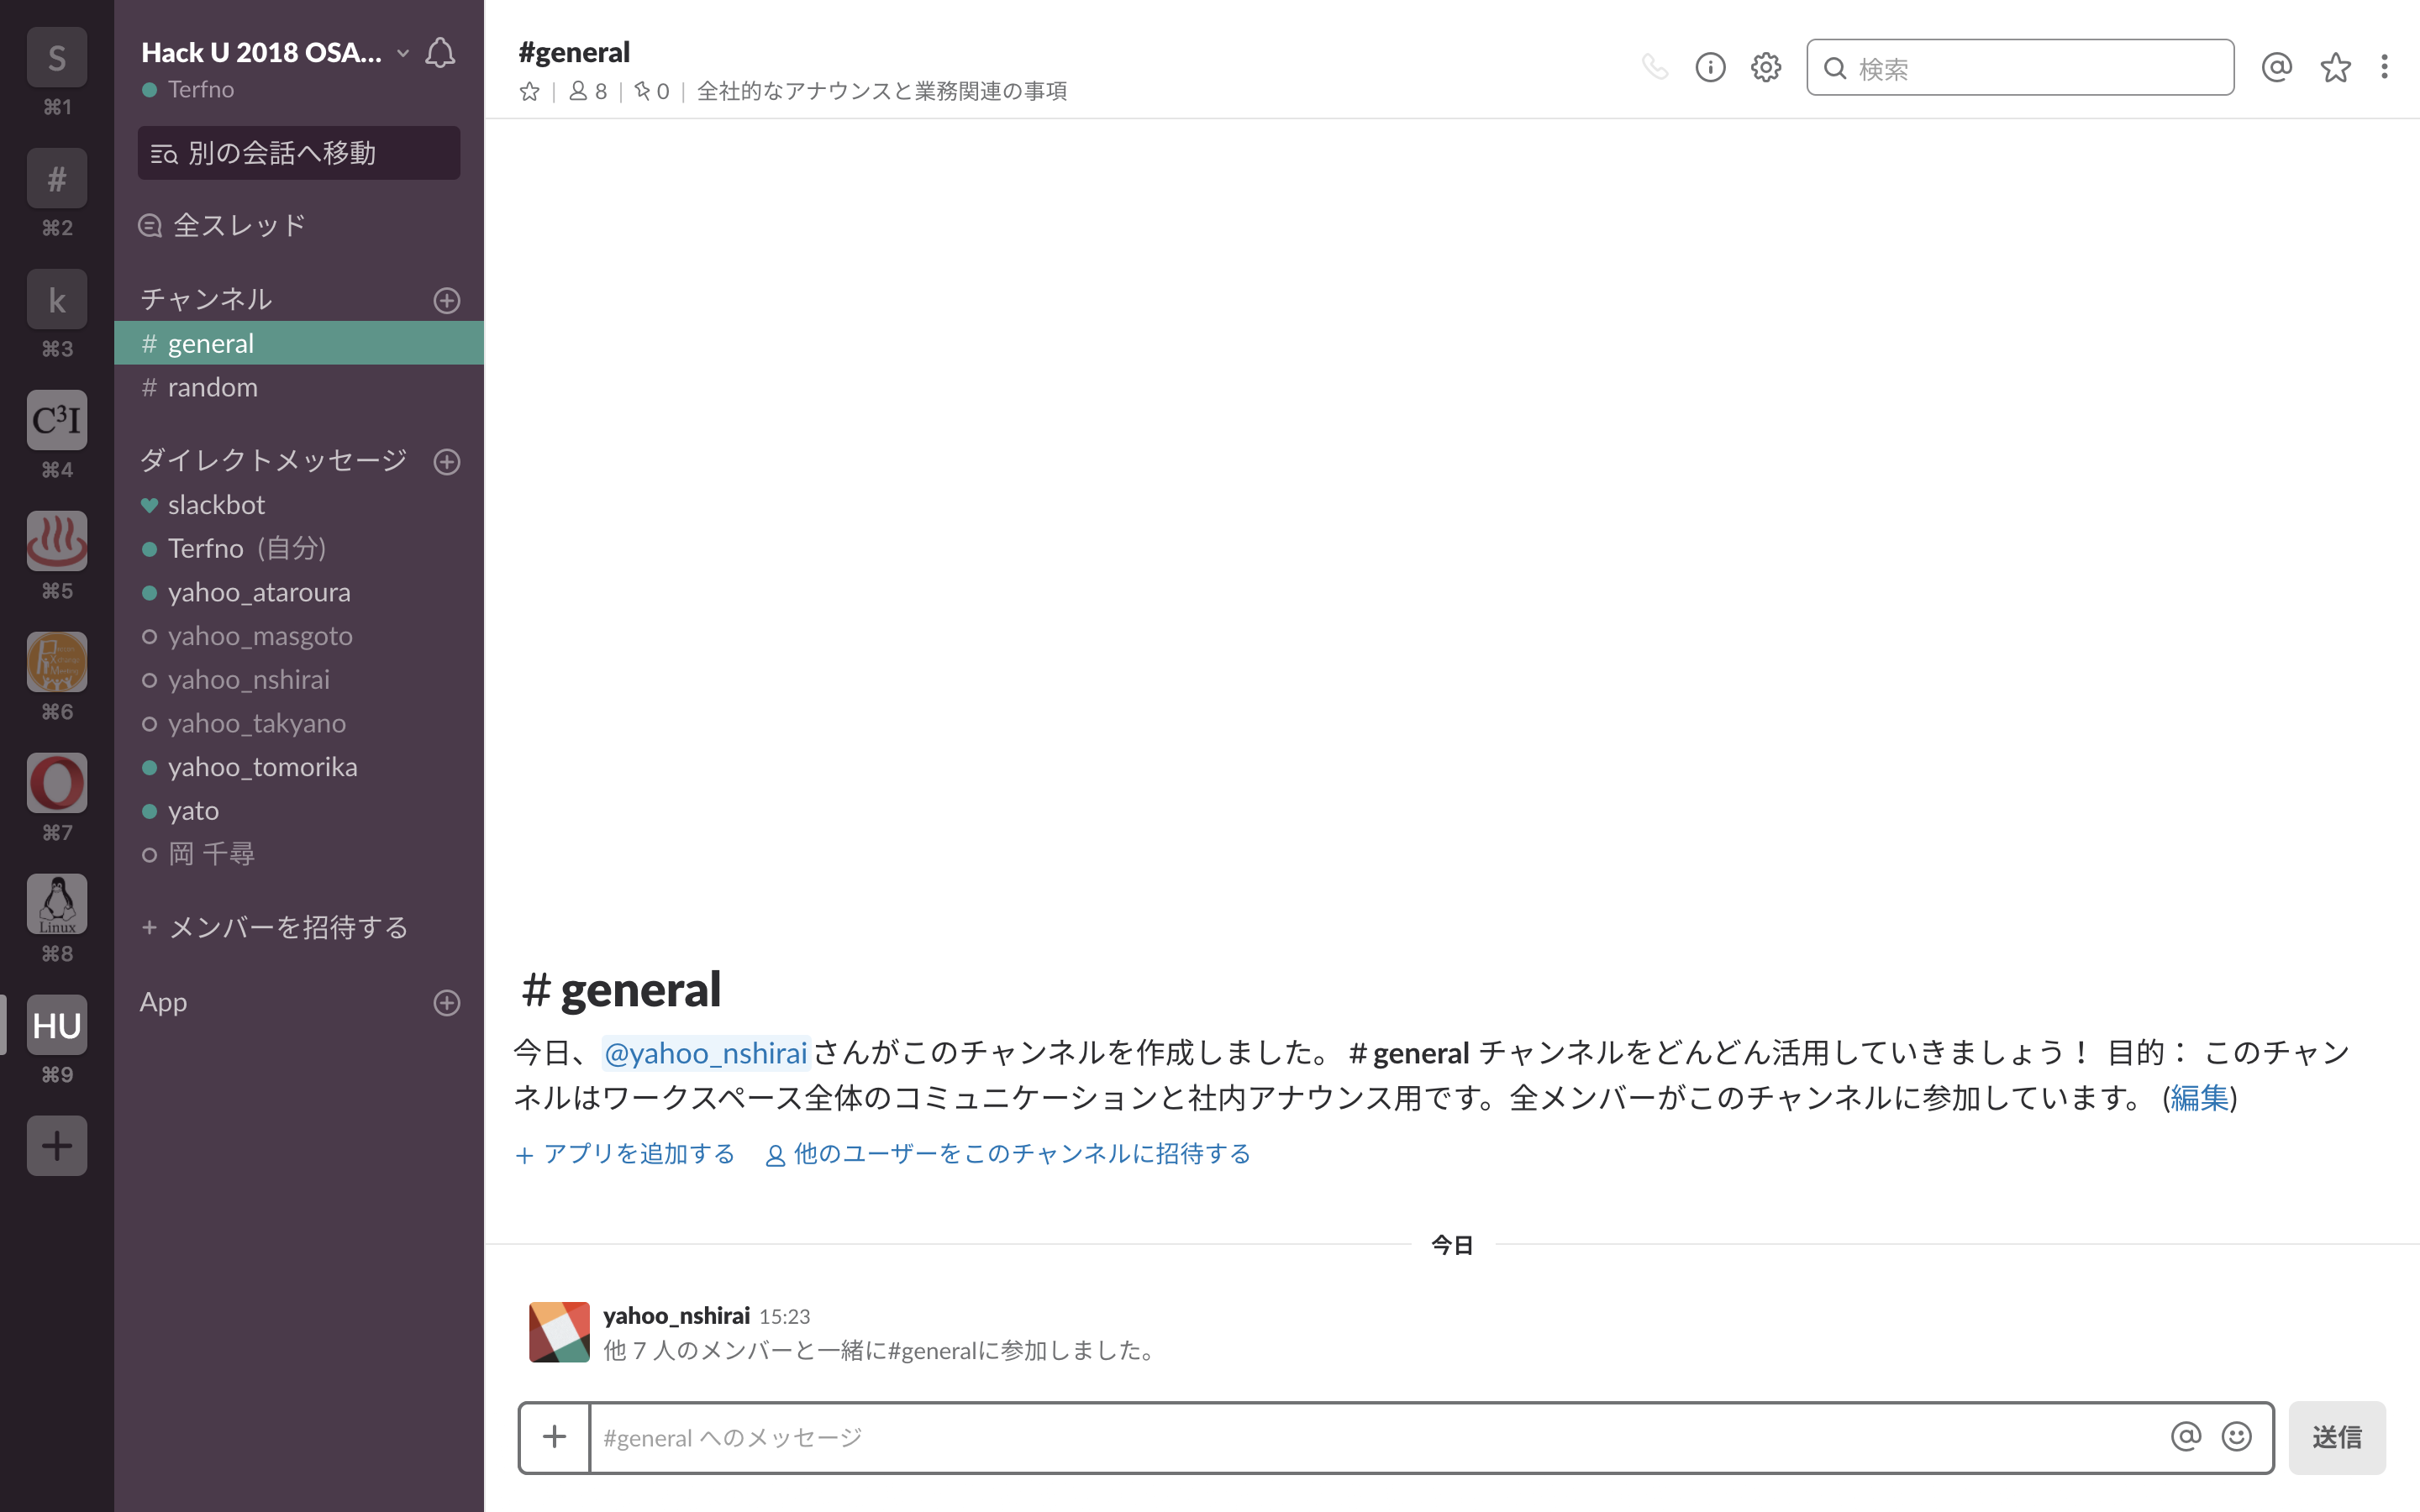 S
⌘1
#
⌘2
k
⌘3
C³I
⌘4
⌘5
⌘6
⌘7
Linux
⌘8
HU
⌘9
Hack U 2018 OSA...
Terfno
別の会話へ移動
全スレッド
チャンネル
# general
# random
ダイレクトメッセージ
slackbot
Terfno (自分)
yahoo_ataroura
yahoo_masgoto
yahoo_nshirai
yahoo_takyano
yahoo_tomorika
yato
岡 千尋
+ メンバーを招待する
App
#general
8 | 0 | 全社的なアナウンスと業務関連の事項
検索
# general
今日、@yahoo_nshiraiさんがこのチャンネルを作成しました。 # general チャンネルをどんどん活用していきましょう！ 目的： このチャン
ネルはワークスペース全体のコミュニケーションと社内アナウンス用です。全メンバーがこのチャンネルに参加しています。 (編集)
+ アプリを追加する 他のユーザーをこのチャンネルに招待する
今日
yahoo_nshirai 15:23
他 7 人のメンバーと一緒に#generalに参加しました。
#general へのメッセージ
送信